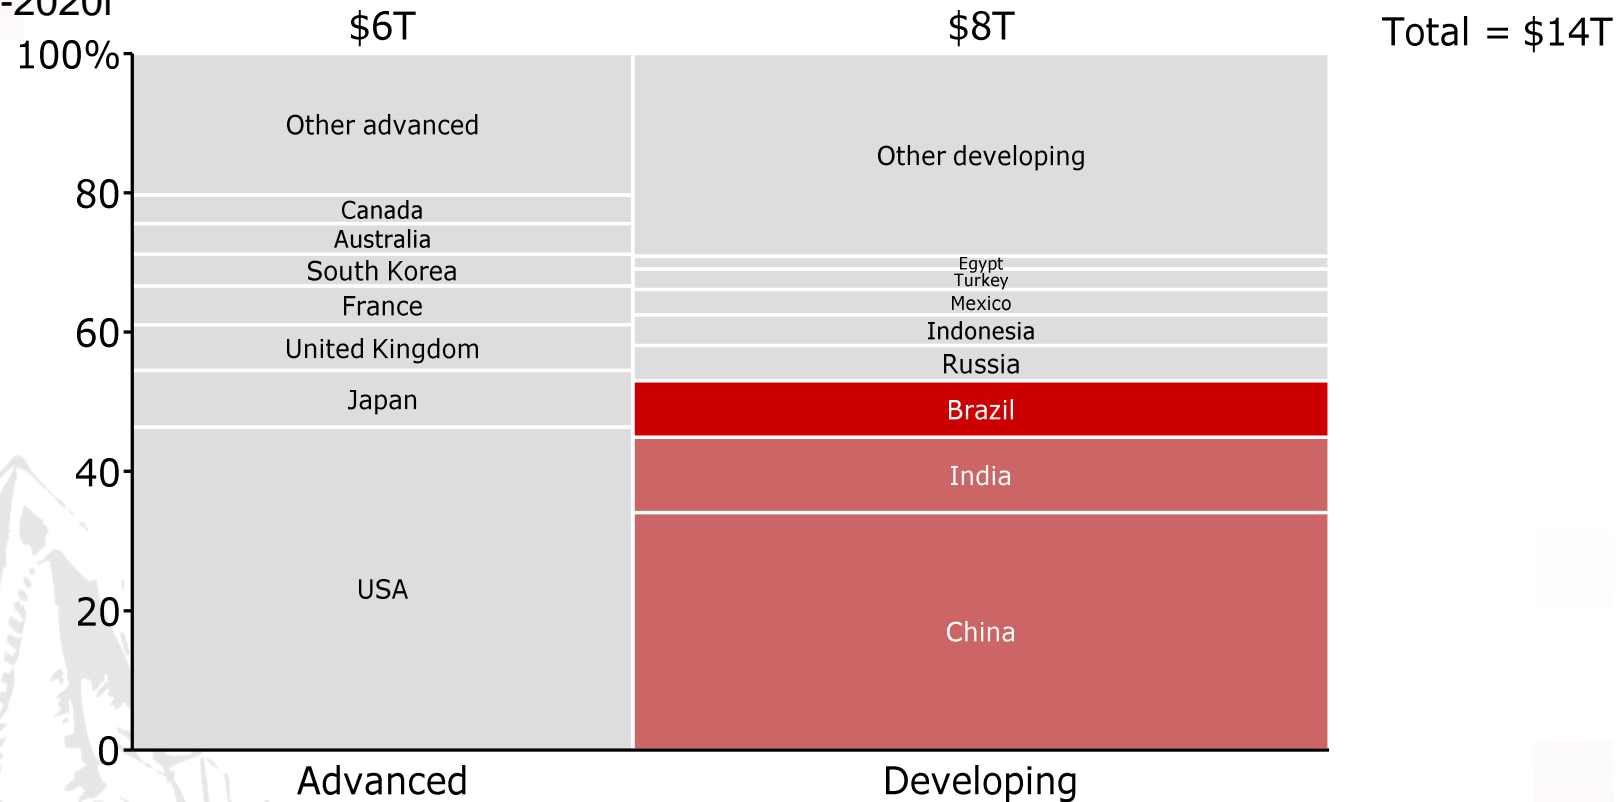 -2020F
$6T
$8T
Total = $14T
100%
80
60
40
20
0
Other advanced
Canada
Australia
South Korea
France
United Kingdom
Japan
USA
Other developing
Egypt
Turkey
Mexico
Indonesia
Russia
Brazil
India
China
Advanced
Developing